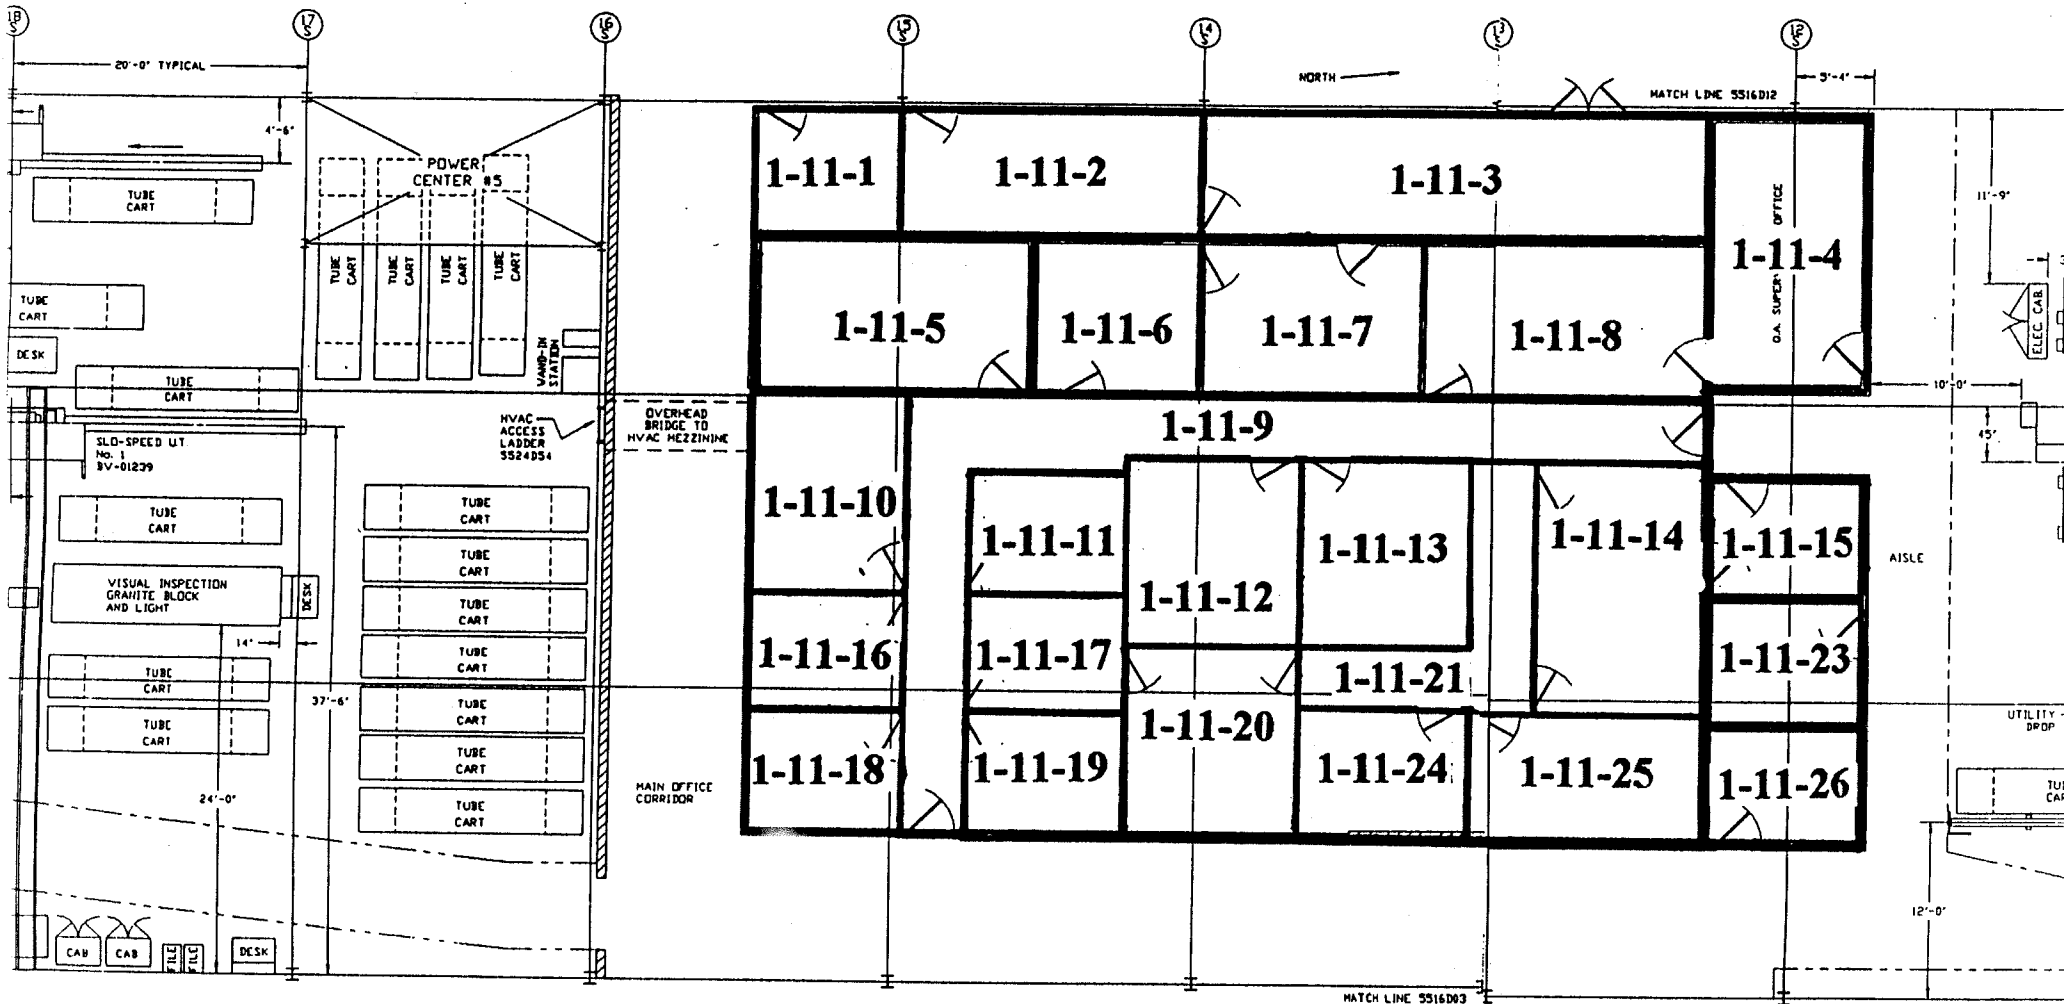 18
S
17
S
16
S
15
S
14
S
13
S
12
S
20'-0" TYPICAL
NORTH
5'-4"
MATCH LINE 5516D12
4'-6"
POWER
CENTER #5
TUBE
CART
TUBE
CART
TUBE
CART
TUBE
CART
TUBE
CART
TUBE
CART
DESK
TUBE
CART
WAND-IN
STATION
HVAC
ACCESS
LADDER
5524D54
OVERHEAD
BRIDGE TO
HVAC MEZZININE
SLO-SPEED U.T.
No. 1
BV-01239
TUBE
CART
VISUAL INSPECTION
GRANITE BLOCK
AND LIGHT
DESK
14"
TUBE
CART
TUBE
CART
37'-6"
24'-0"
TUBE
CART
TUBE
CART
TUBE
CART
TUBE
CART
TUBE
CART
TUBE
CART
TUBE
CART
CAB
CAB
FILE
FILE
DESK
MAIN OFFICE
CORRIDOR
1-11-1
1-11-2
1-11-3
Q.A. SUPERV OFFICE
1-11-4
1-11-5
1-11-6
1-11-7
1-11-8
1-11-9
1-11-10
1-11-11
1-11-12
1-11-13
1-11-14
1-11-15
1-11-16
1-11-17
1-11-18
1-11-19
1-11-20
1-11-21
1-11-23
1-11-24
1-11-25
1-11-26
11'-9"
3
ELEC. CAB.
10'-0"
45"
AISLE
UTILITY
DROP
TU
CA
12'-0"
MATCH LINE 5516D03